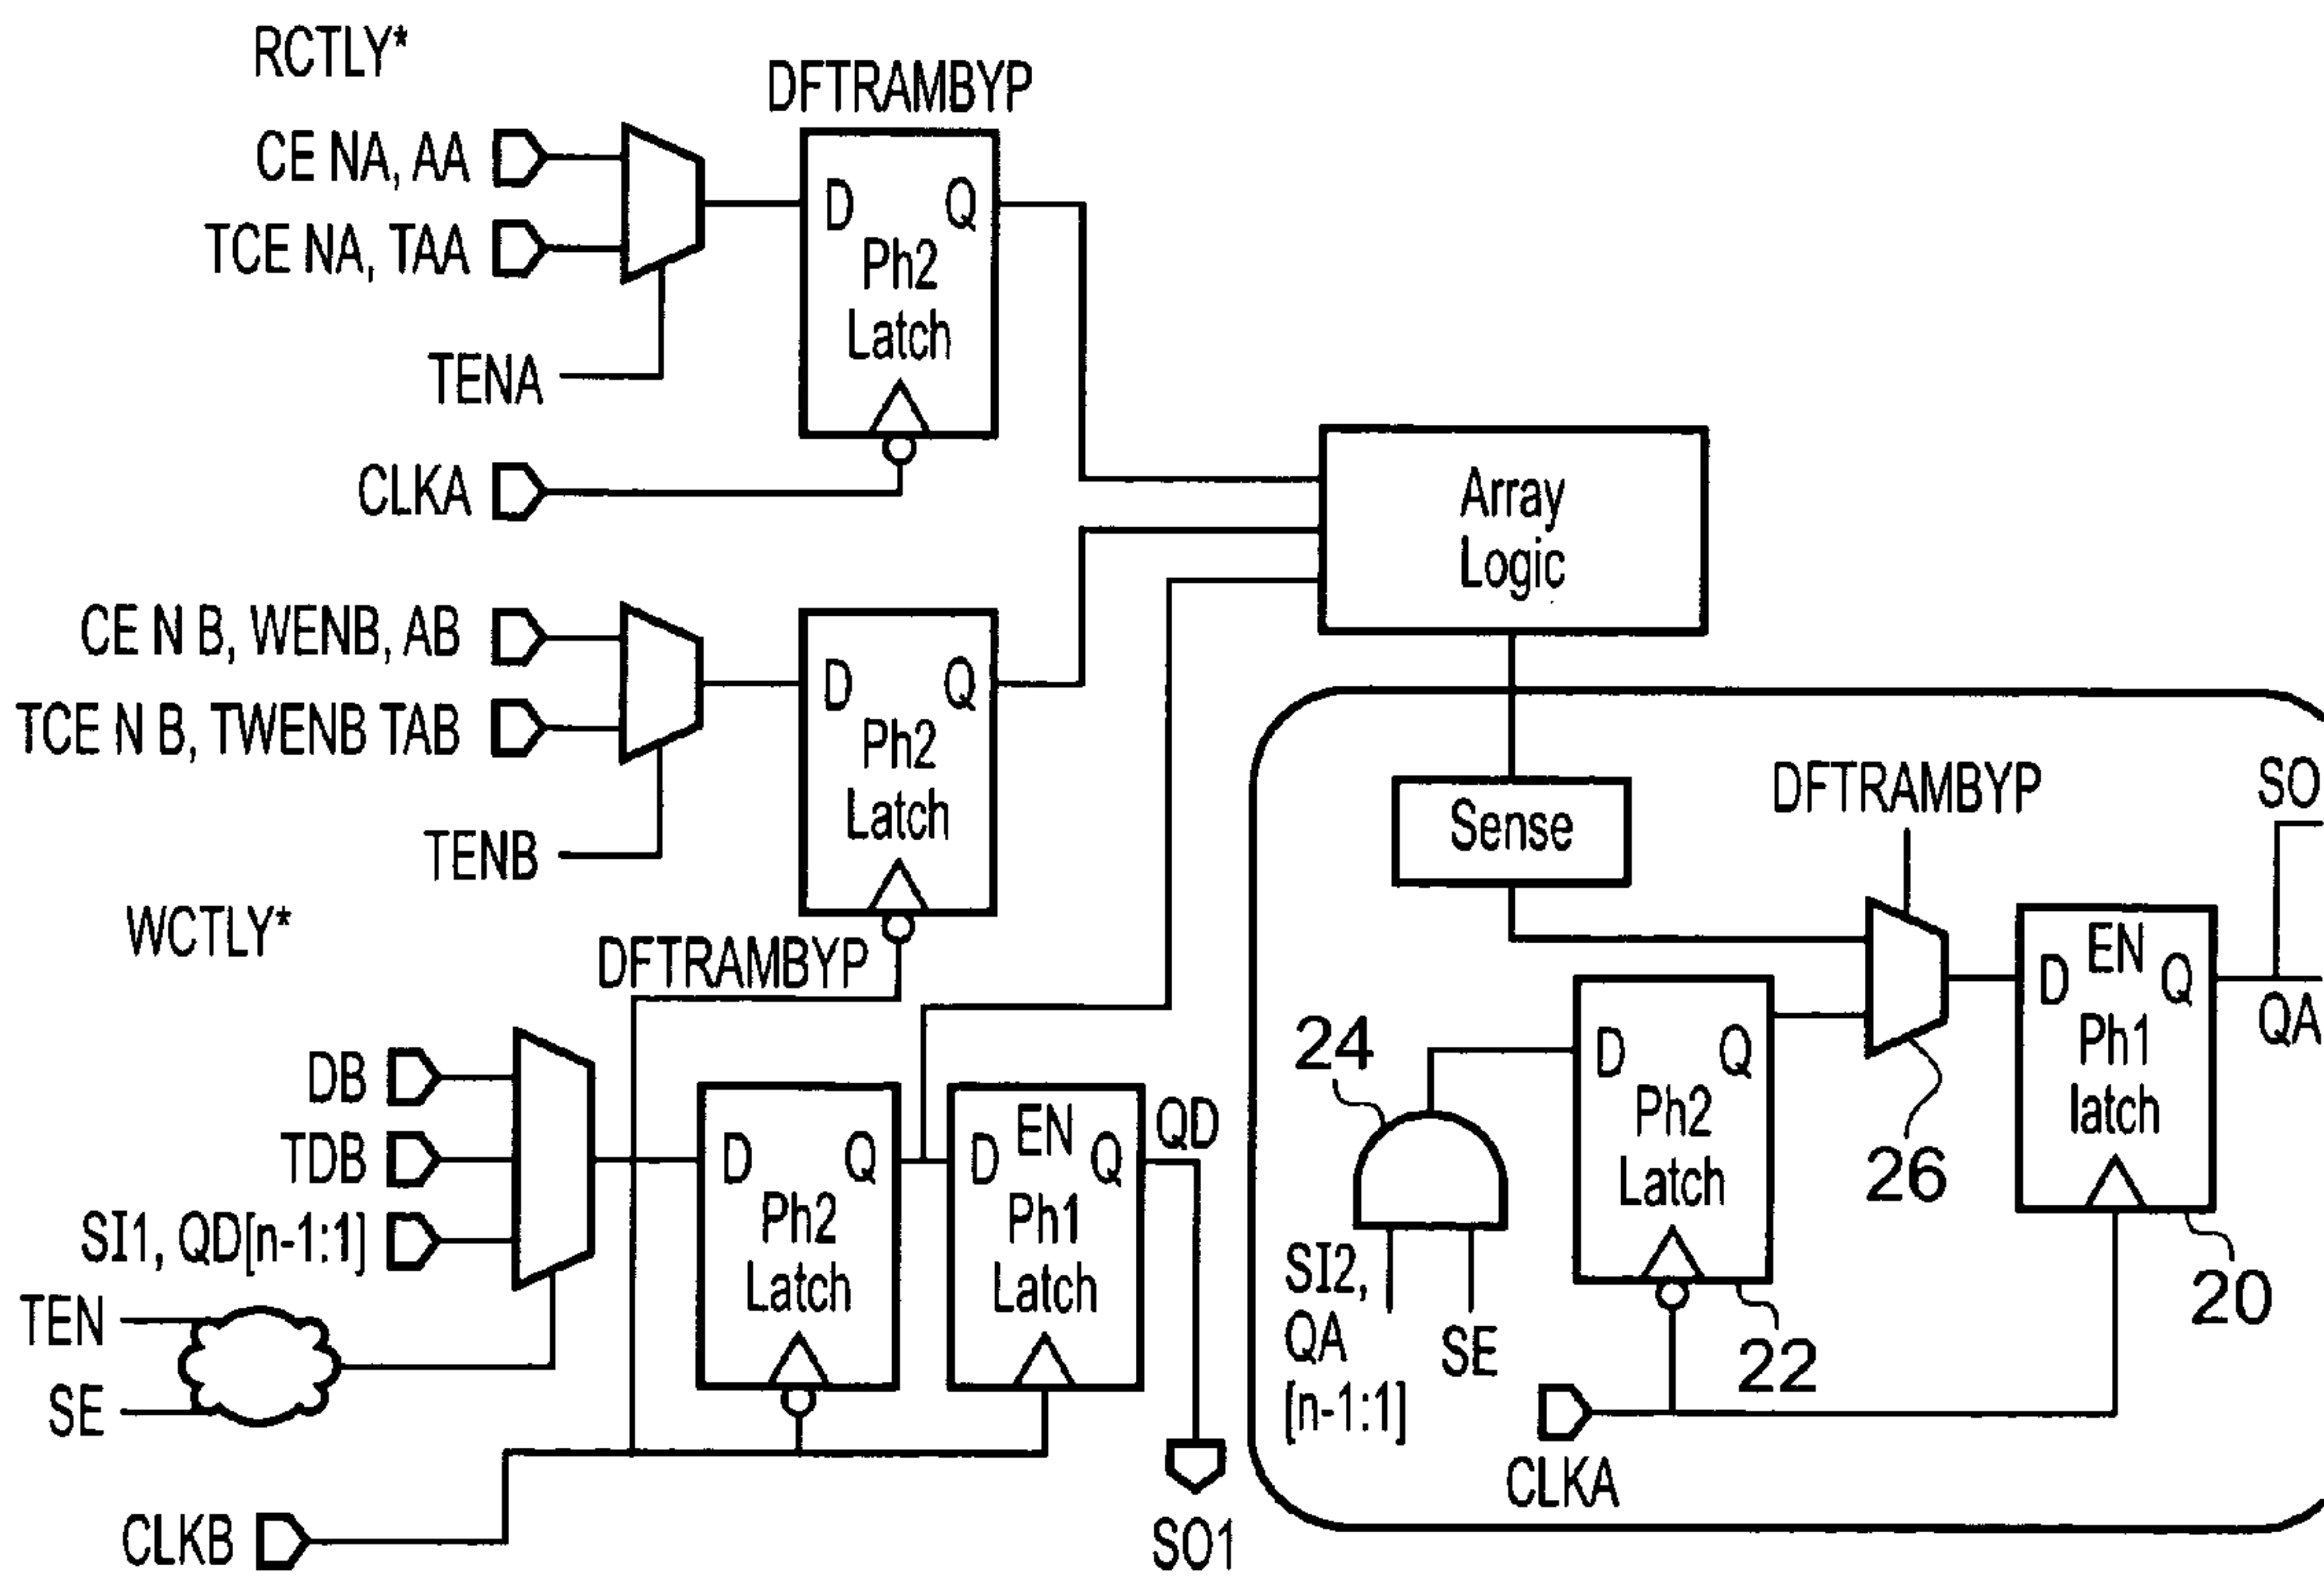 RCTLY*
DFTRAMBYP
CE NA, AA
TCE NA, TAA
D Q
Ph2
Latch
TENA
CLKA
Array
Logic
CE N B, WENB, AB
TCE N B, TWENB TAB
D Q
Ph2
Latch
TENB
WCTLY*
DFTRAMBYP
Sense
DFTRAMBYP
SO
DB
TDB
SI1, QD[n-1:1]
TEN
SE
D Q
Ph2
Latch
D EN Q
Ph1
Latch
QD
SO1
CLKB
24
SI2,
QA
[n-1:1]
SE
D Q
Ph2
Latch
22
26
D EN Q
Ph1
latch
20
QA
CLKA